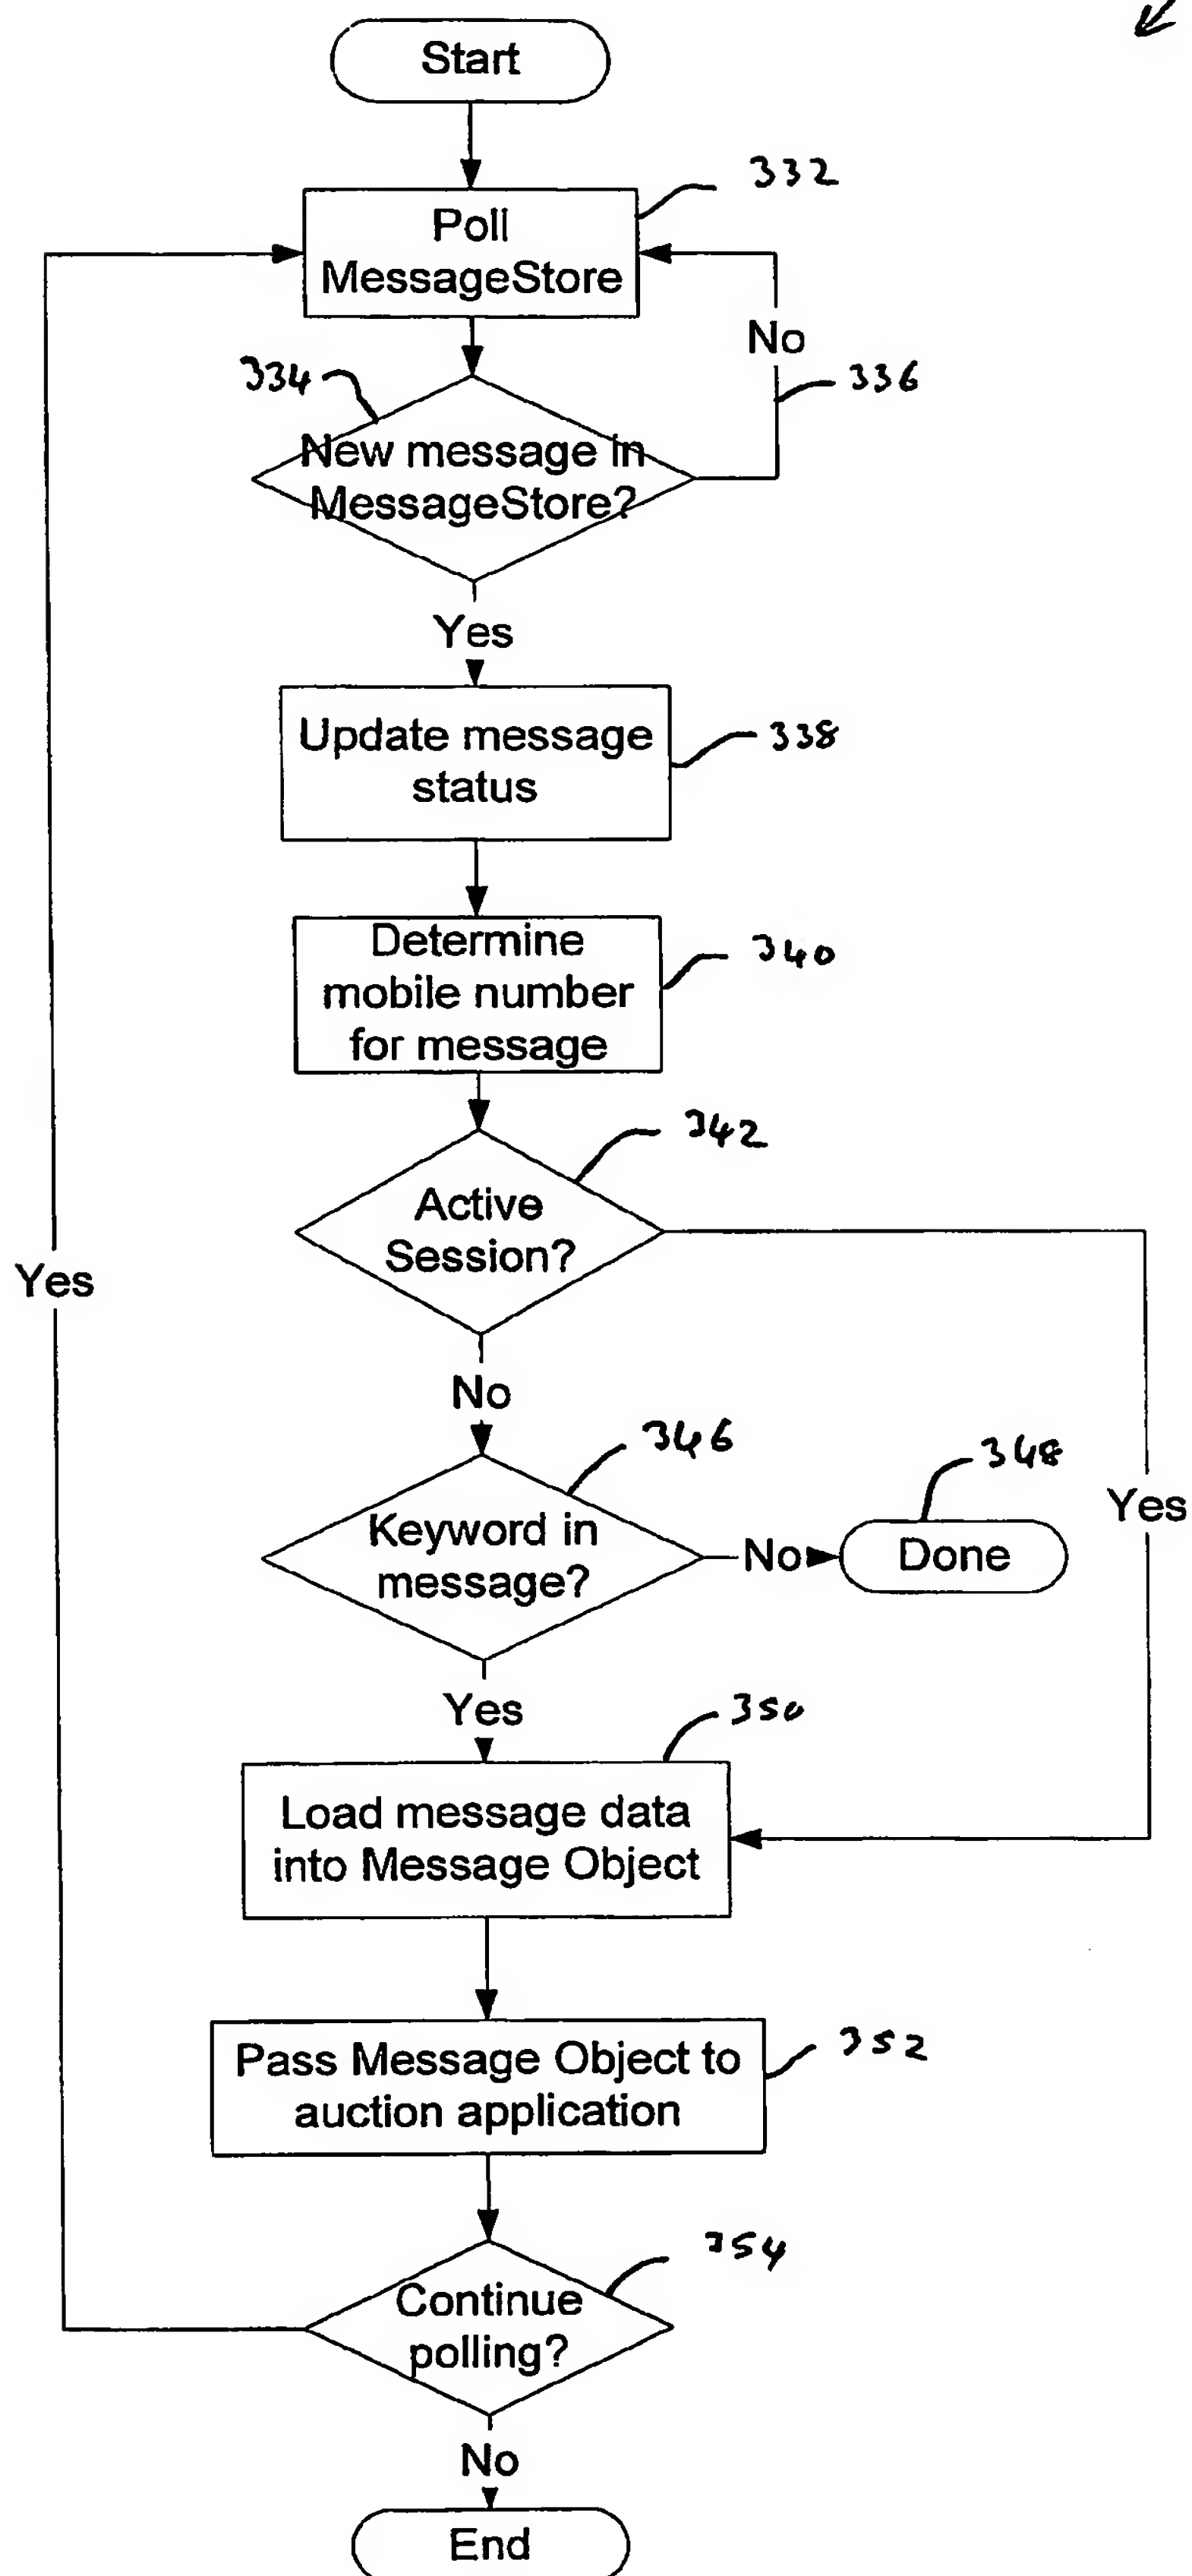 Start
332
Poll
MessageStore
No
334
336
New message in
MessageStore?
Yes
Update message
status
338
Determine
mobile number
for message
340
342
Active
Session?
Yes
No
346
348
Keyword in
message?
No
Done
Yes
Yes
350
Load message data
into Message Object
Pass Message Object to
auction application
352
354
Continue
polling?
No
End